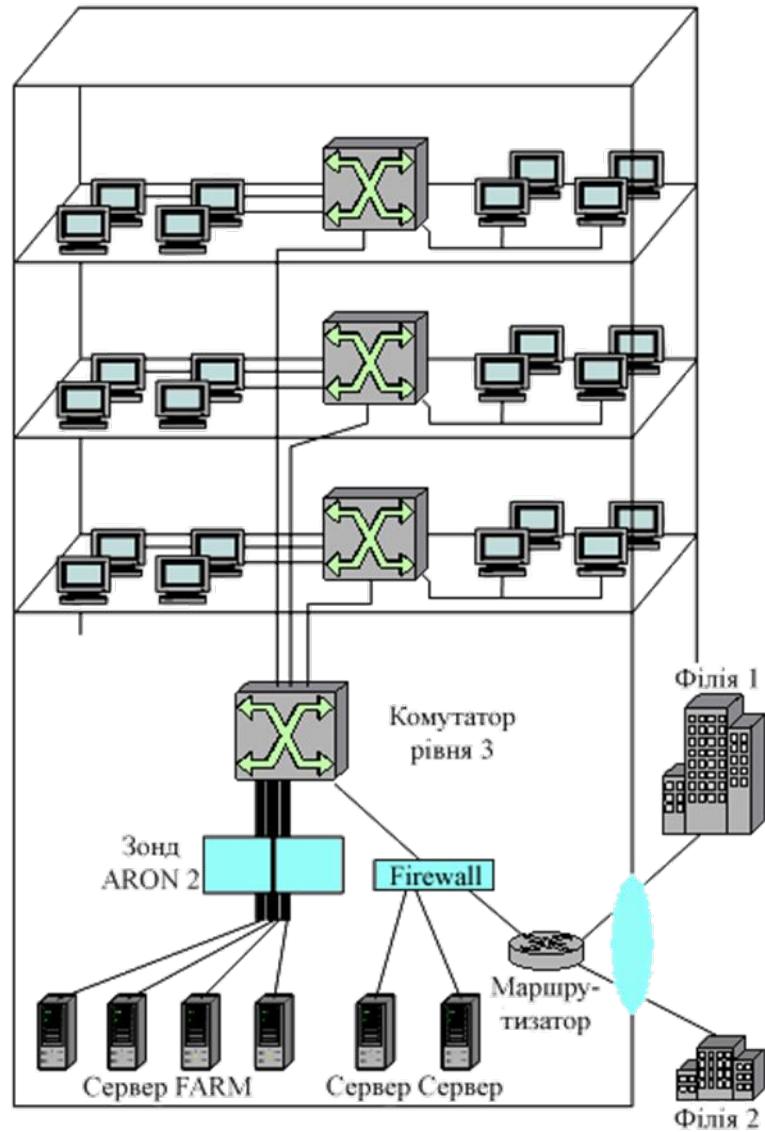 Філія 1
Комутатор
рівня 3
Зонд
ARON 2
Firewall
Маршру-
тизатор
Сервер FARM
Сервер Сервер
Філія 2